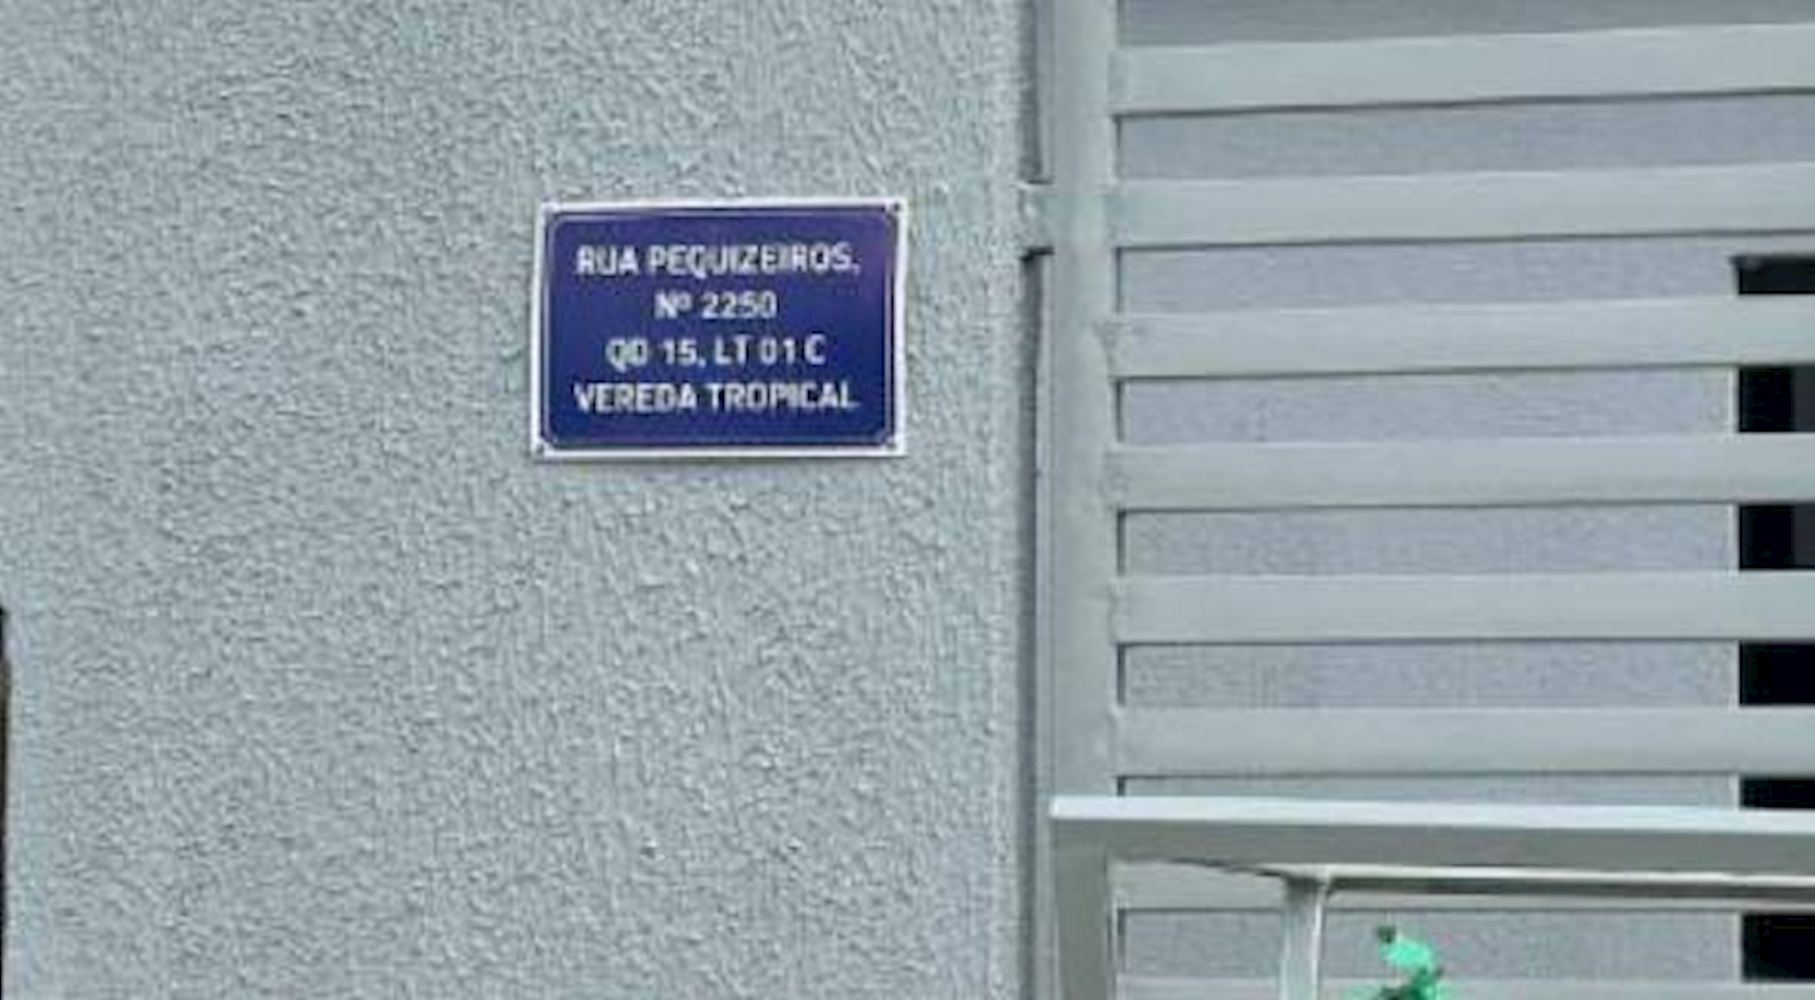 RUA PEQUIZEIROS,
Nº 2250
QD 15, LT 01 C
VEREDA TROPICAL